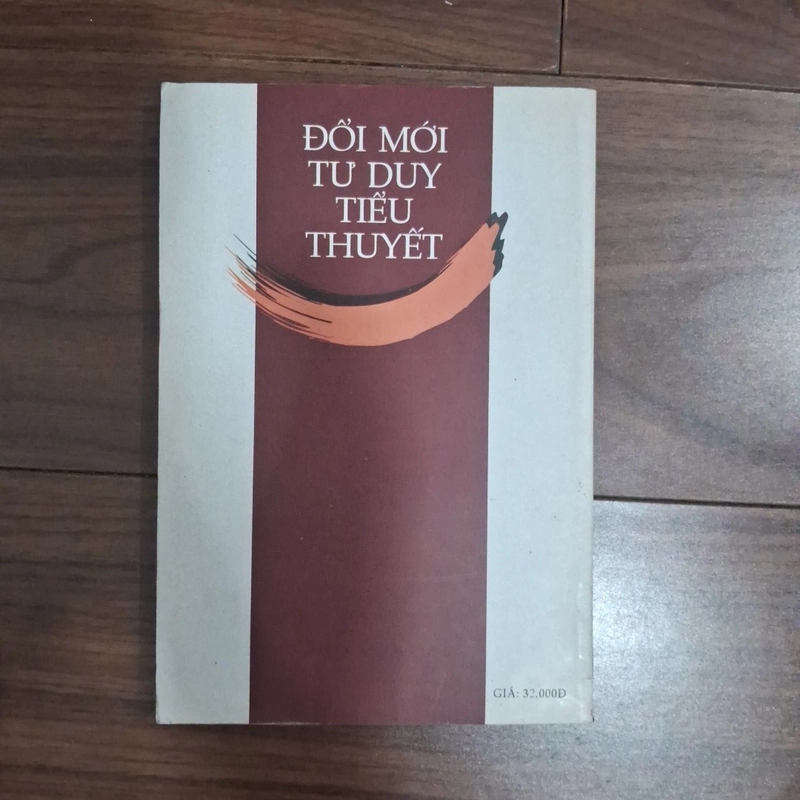 ĐỔI MỚI
TƯ DUY
TIỂU
THUYẾT
GIÁ: 32.000Đ